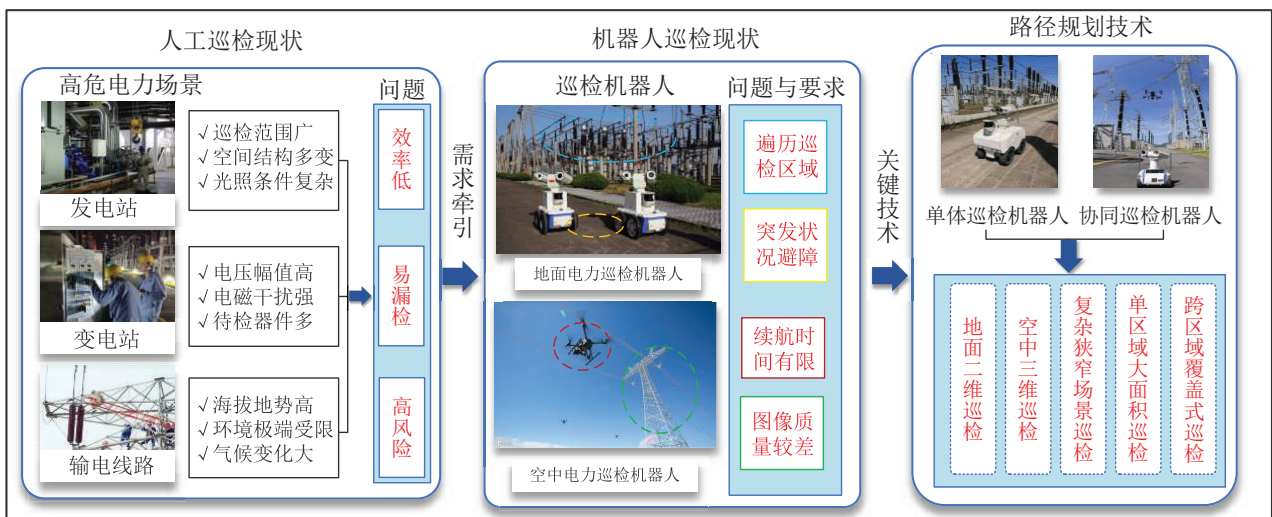 人工巡检现状
高危电力场景
发电站
√巡检范围广
√空间结构多变
√光照条件复杂
变电站
√电压幅值高
√电磁干扰强
√待检器件多
输电线路
√海拔地势高
√环境极端受限
√气候变化大
问题
效率低
易漏检
高风险
需求牵引
机器人巡检现状
巡检机器人
地面电力巡检机器人
空中电力巡检机器人
问题与要求
遍历巡
检区域
突发状
况避障
续航时
间有限
图像质
量较差
关键技术
路径规划技术
单体巡检机器人
协同巡检机器人
地面二维巡检
空中三维巡检
复杂狭窄场景巡检
单区域大面积巡检
跨区域覆盖式巡检